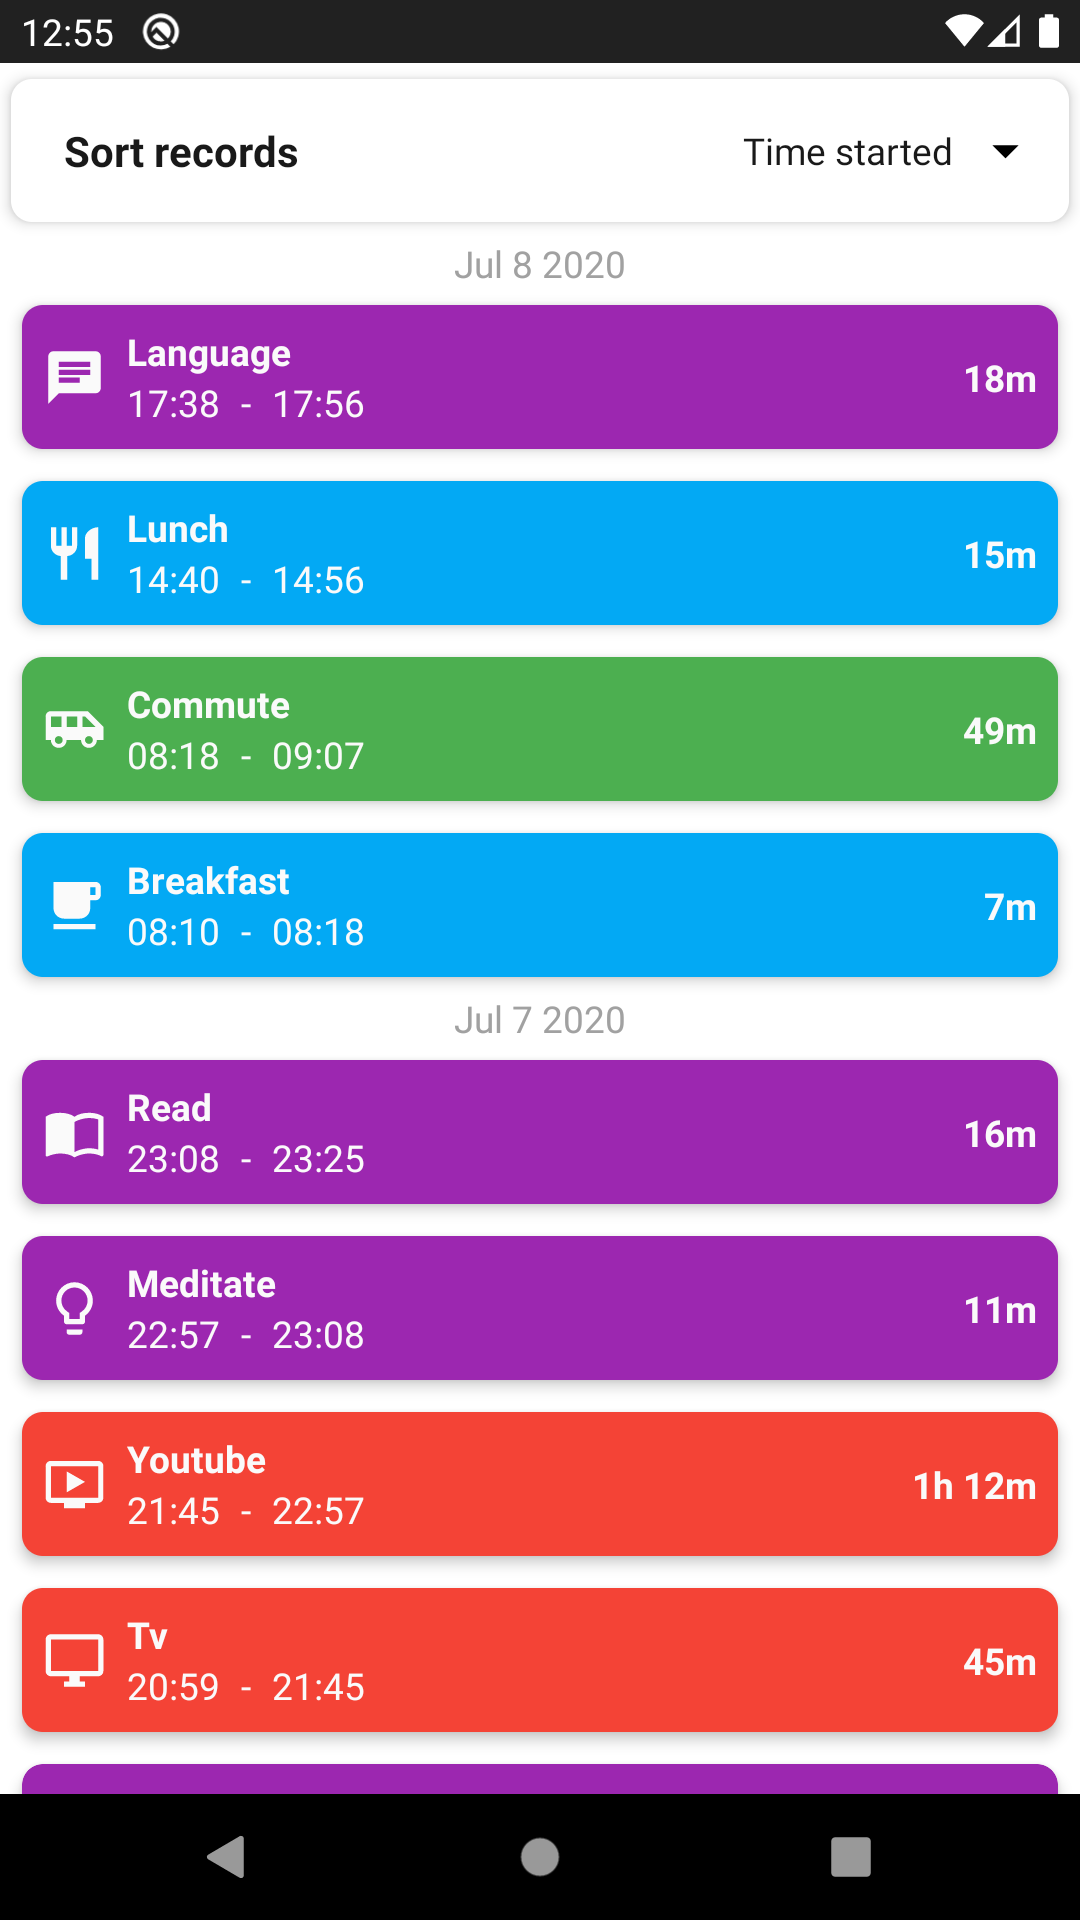 12:55
Sort records
Time started
Jul 8 2020
Language
17:38 - 17:56
18m
Lunch
14:40 - 14:56
15m
Commute
08:18 - 09:07
49m
Breakfast
08:10 - 08:18
7m
Jul 7 2020
Read
23:08 - 23:25
16m
Meditate
22:57 - 23:08
11m
Youtube
21:45 - 22:57
1h 12m
Tv
20:59 - 21:45
45m